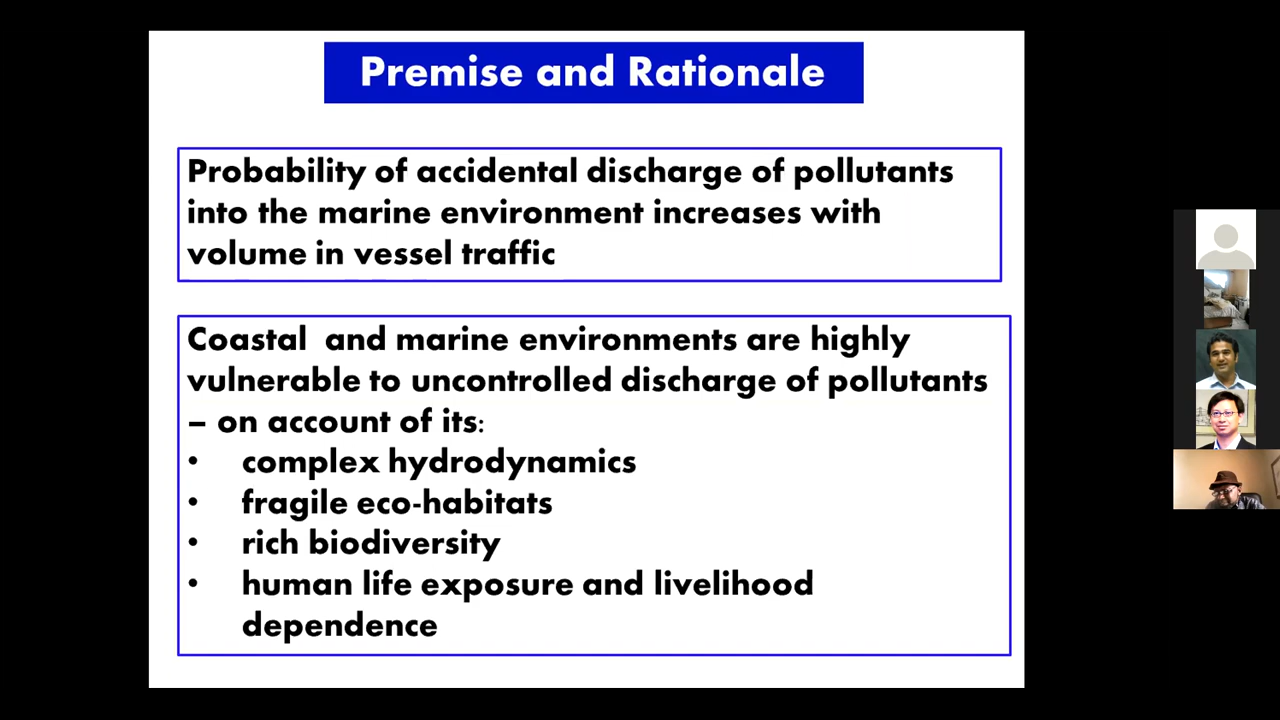 Premise and Rationale
Probability of accidental discharge of pollutants
into the marine environment increases with
volume in vessel traffic
Coastal and marine environments are highly
vulnerable to uncontrolled discharge of pollutants
– on account of its:
• complex hydrodynamics
• fragile eco-habitats
• rich biodiversity
• human life exposure and livelihood
dependence